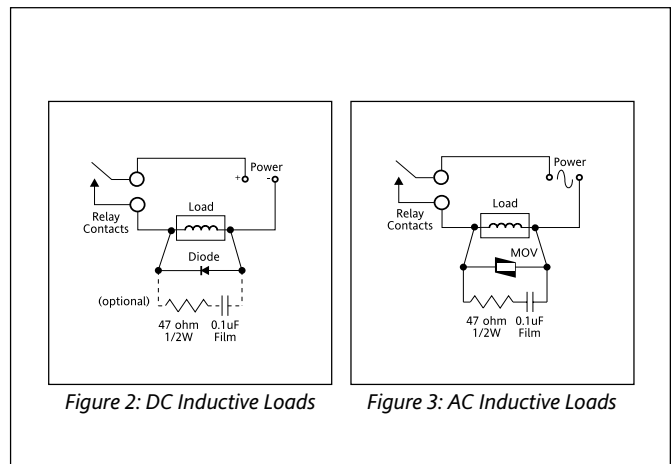 Power
+ -
Relay
Contacts
Load
Diode
(optional)
47 ohm
1/2W
0.1uF
Film
Figure 2: DC Inductive Loads
Power
Relay
Contacts
Load
MOV
47 ohm
1/2W
0.1uF
Film
Figure 3: AC Inductive Loads